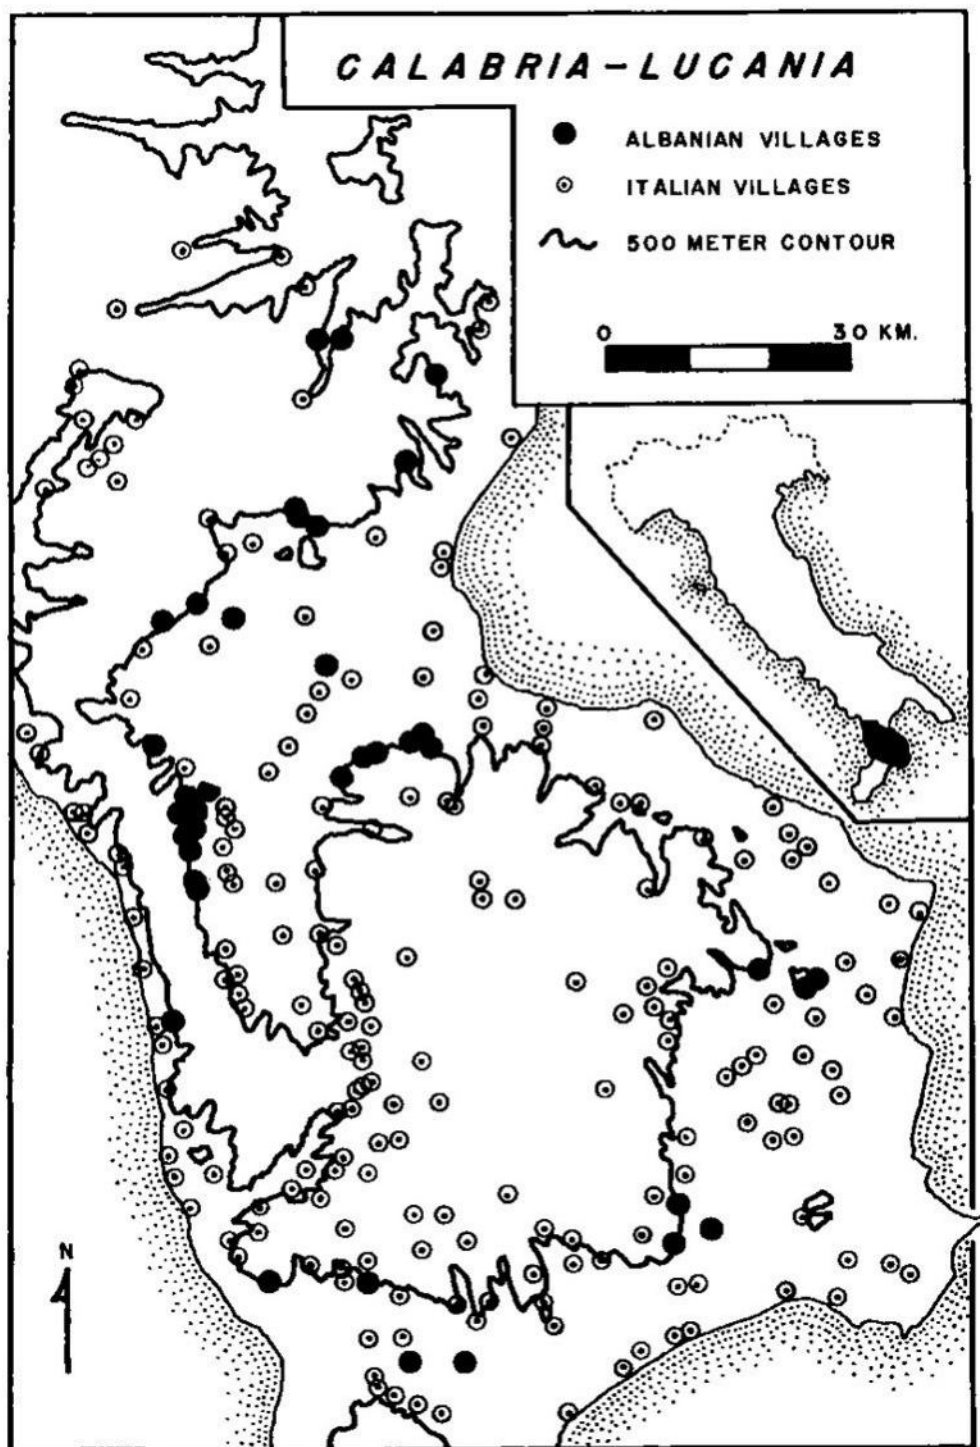 CALABRIA-LUCANIA
ALBANIAN VILLAGES
ITALIAN VILLAGES
500 METER CONTOUR
0 30 KM.
N